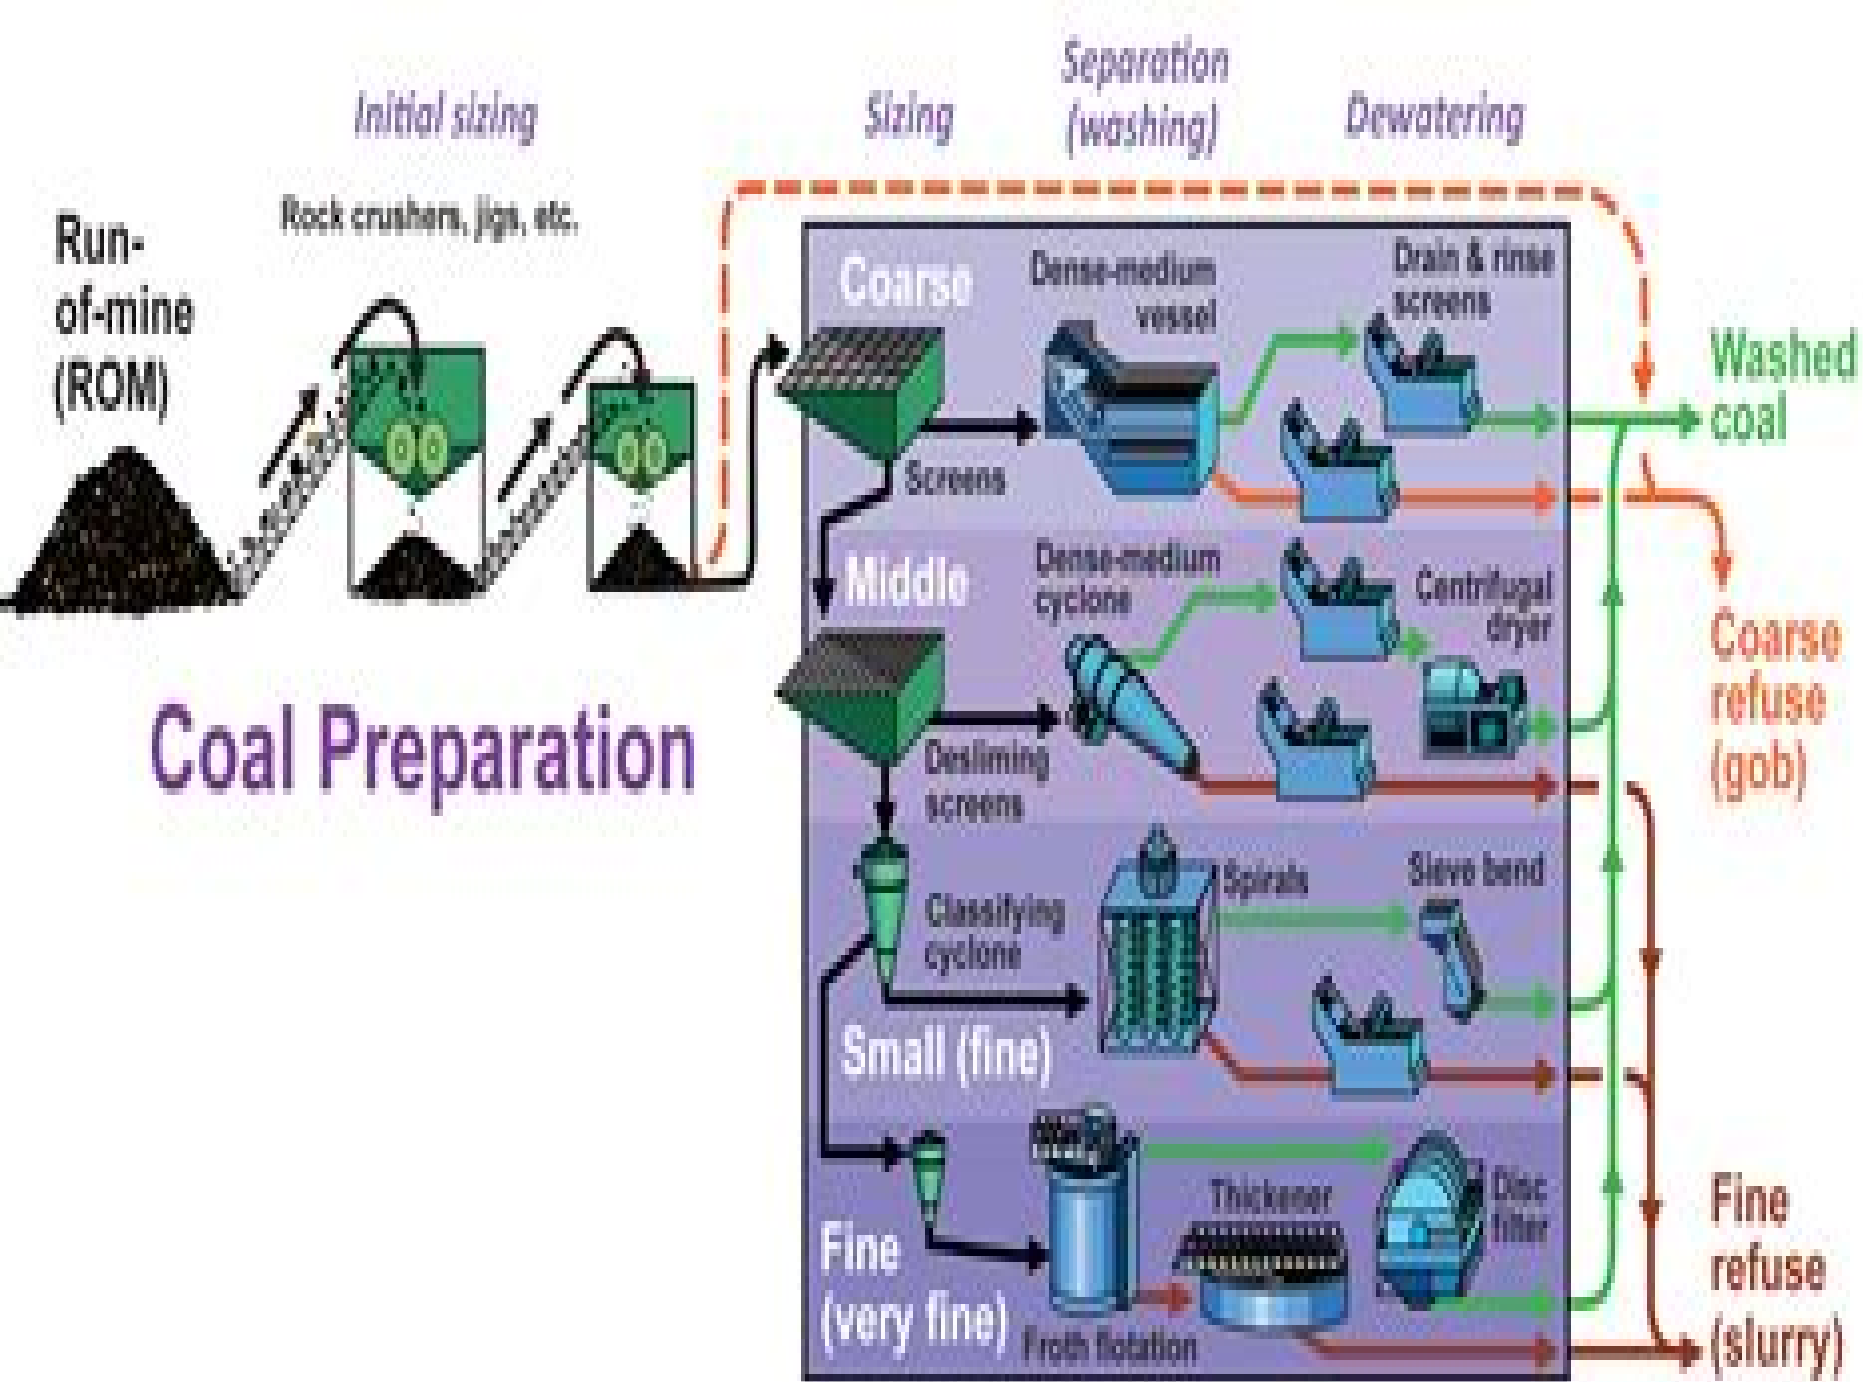 Initial sizing
Sizing
Separation
(washing)
Dewatering
Rock crushers, jigs, etc.
Run-
of-mine
(ROM)
Coal Preparation
Coarse
Dense-medium
vessel
Drain & rinse
screens
Screens
Middle
Dense-medium
cyclone
Centrifugal
dryer
Desliming
screens
Classifying
cyclone
Spirals
Sieve bend
Small (fine)
Fine
(very fine)
Froth flotation
Thickener
Disc
filter
Washed
coal
Coarse
refuse
(gob)
Fine
refuse
(slurry)